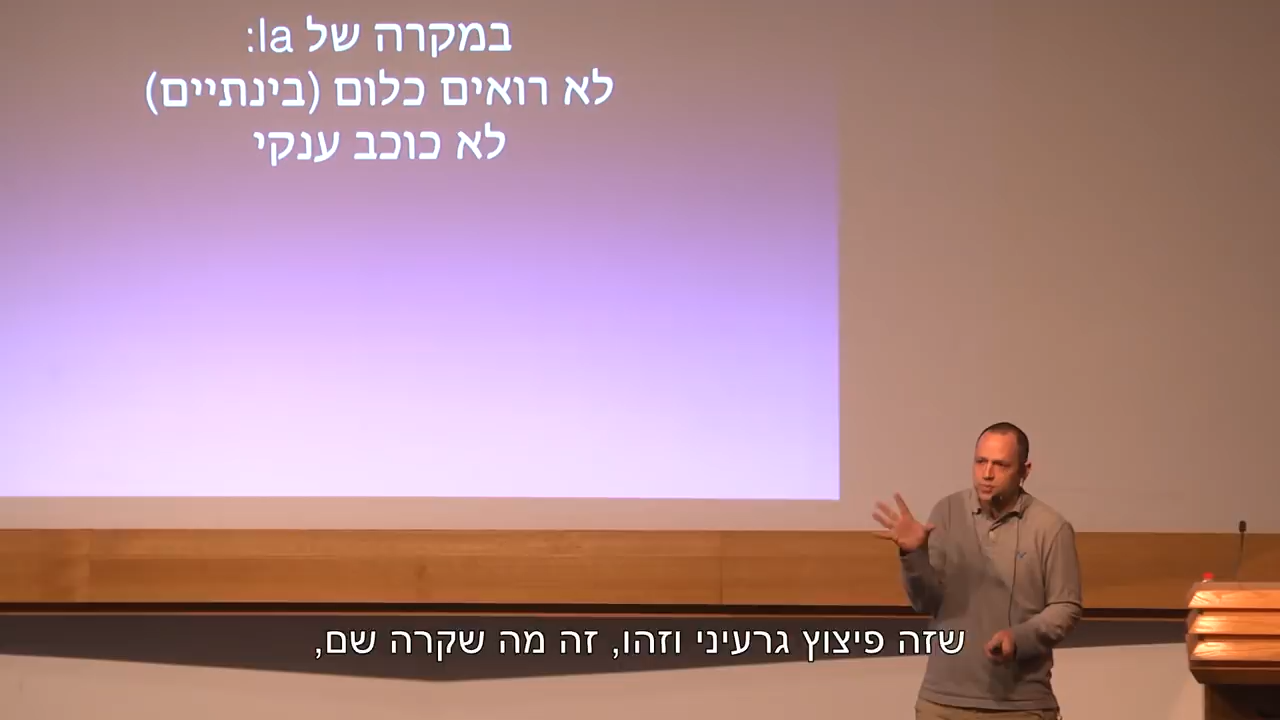 במקרה של Ia:
לא רואים כלום (בינתיים)
לא כוכב ענקי
שזה פיצוץ גרעיני וזהו, זה מה שקרה שם,